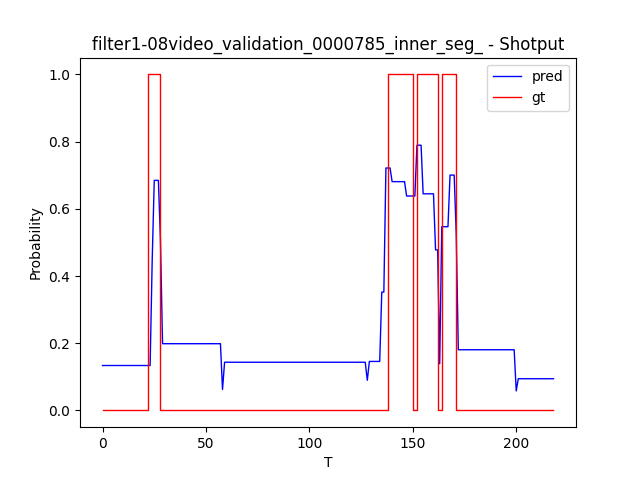 filter1-08video_validation_0000785_inner_seg_ - Shotput
pred
gt
1.0
0.8
0.6
0.4
0.2
0.0
Probability
0
50
100
150
200
T